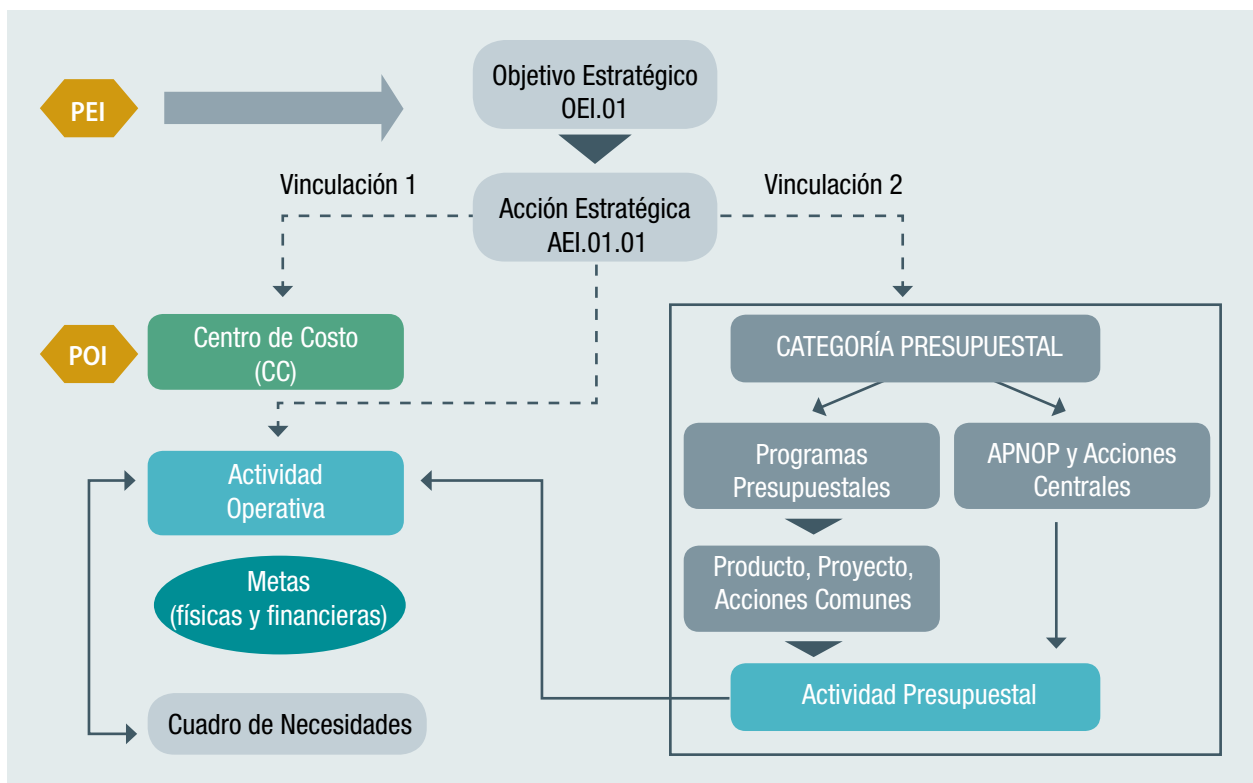 PEI
Objetivo Estratégico
OEI.01
Vinculación 1
Vinculación 2
Acción Estratégica
AEI.01.01
POI
Centro de Costo
(CC)
CATEGORÍA PRESUPUESTAL
Actividad
Operativa
Programas
Presupuestales
APNOP y Acciones
Centrales
Metas
(físicas y financieras)
Producto, Proyecto,
Acciones Comunes
Actividad Presupuestal
Cuadro de Necesidades